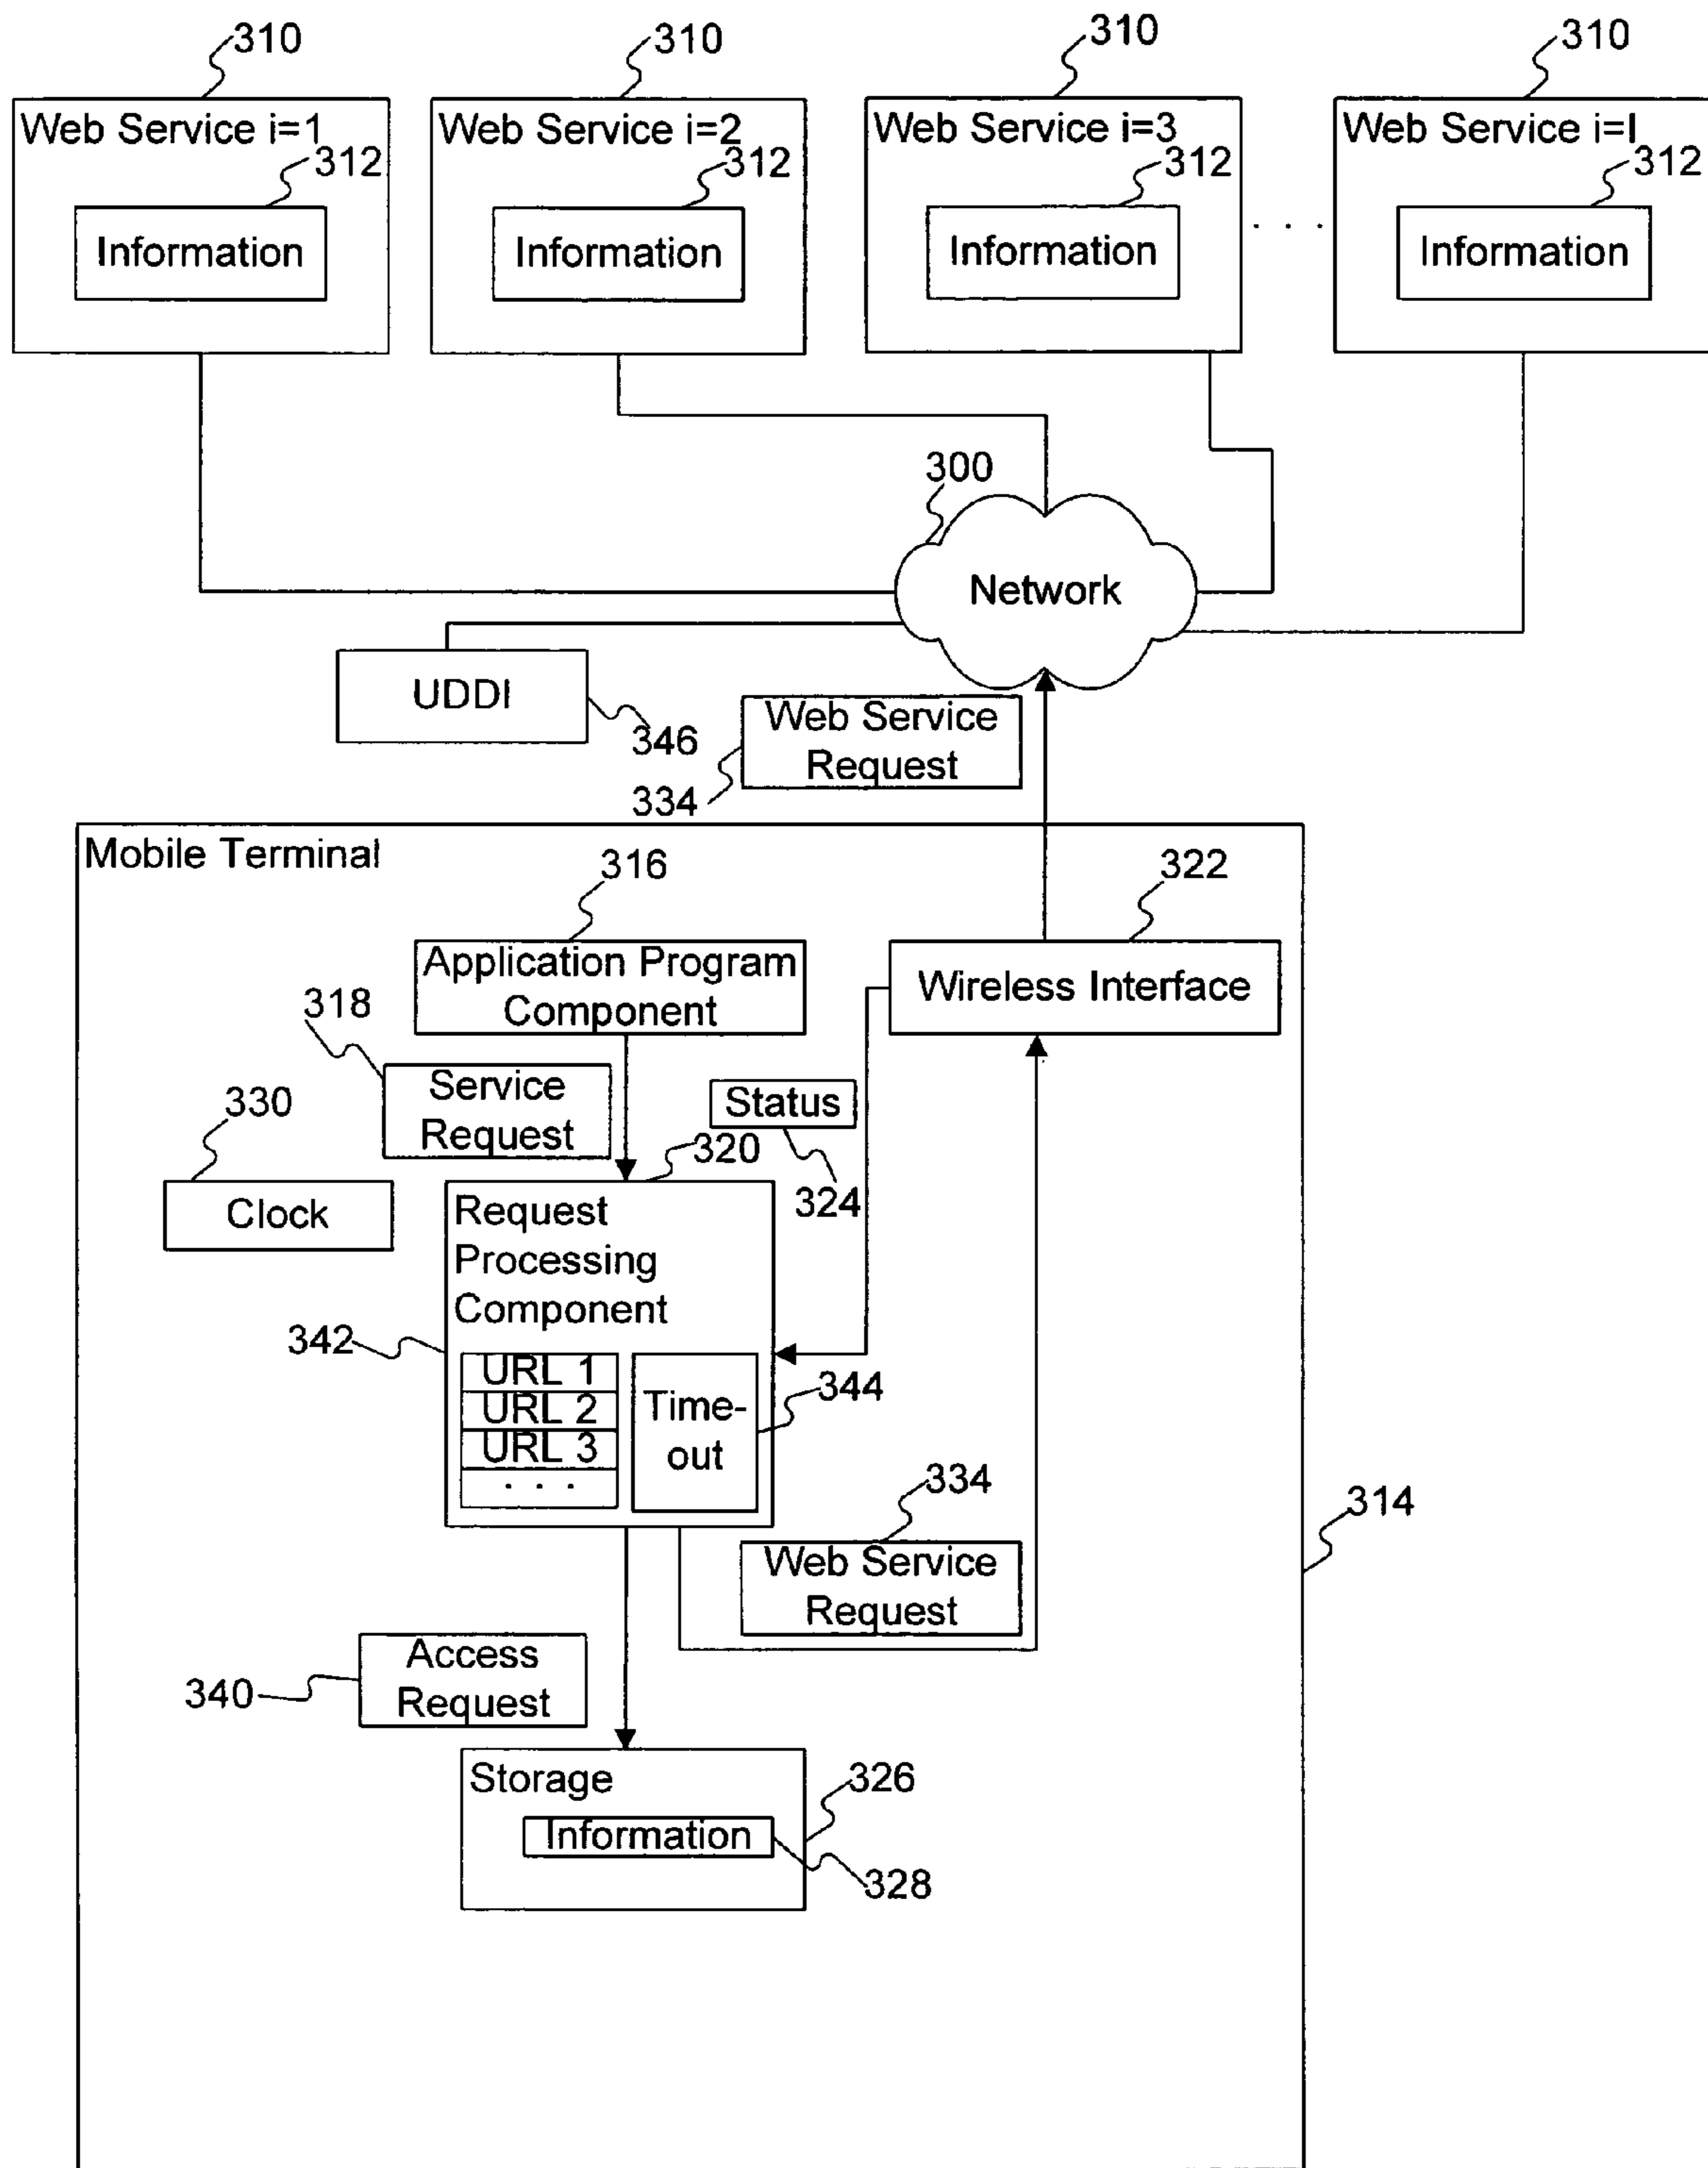 310
310
310
310
Web Service i=1
Web Service i=2
Web Service i=3
Web Service i=I
312
312
312
312
Information
Information
Information
. . .
Information
300
Network
UDDI
346
Web Service
Request
334
Mobile Terminal
316
322
Application Program
Component
Wireless Interface
318
Service
Request
Status
330
320
324
Clock
Request
Processing
Component
342
URL 1
URL 2
URL 3
. . .
Time-
out
344
334
314
Web Service
Request
Access
Request
340
Storage
326
Information
328